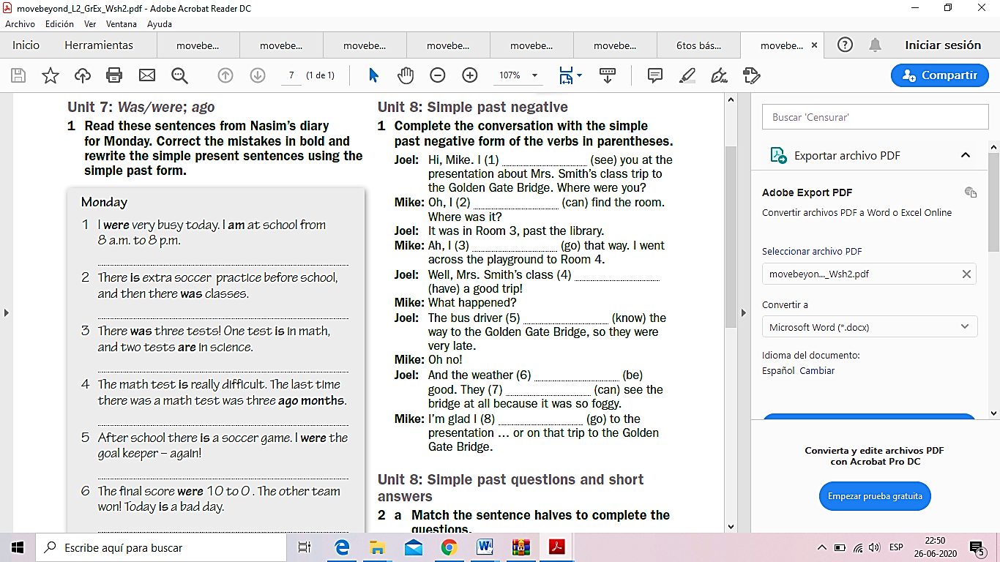 movebeyond_L2_GrEx_Wsh2.pdf - Adobe Acrobat Reader DC
Archivo Edición Ver Ventana Ayuda
Inicio Herramientas movebe... movebe... movebe... movebe... movebe... movebe... 6tos bás... movebe... × Iniciar sesión
7 (1 de 1) 107% Compartir
Unit 7: Was/were; ago
1 Read these sentences from Nasim's diary
for Monday. Correct the mistakes in bold and
rewrite the simple present sentences using the
simple past form.
Monday
1 I were very busy today. I am at school from
8 a.m. to 8 p.m.
2 There is extra soccer practice before school,
and then there was classes.
3 There was three tests! One test is in math,
and two tests are in science.
4 The math test is really difficult. The last time
there was a math test was three ago months.
5 After school there is a soccer game. I were the
goal keeper – again!
6 The final score were 10 to 0. The other team
won! Today is a bad day.
Unit 8: Simple past negative
1 Complete the conversation with the simple
past negative form of the verbs in parentheses.
Joel: Hi, Mike. I (1) ____________ (see) you at the
presentation about Mrs. Smith's class trip to
the Golden Gate Bridge. Where were you?
Mike: Oh, I (2) ____________ (can) find the room.
Where was it?
Joel: It was in Room 3, past the library.
Mike: Ah, I (3) ____________ (go) that way. I went
across the playground to Room 4.
Joel: Well, Mrs. Smith's class (4) ____________
(have) a good trip!
Mike: What happened?
Joel: The bus driver (5) ____________ (know) the
way to the Golden Gate Bridge, so they were
very late.
Mike: Oh no!
Joel: And the weather (6) ____________ (be)
good. They (7) ____________ (can) see the
bridge at all because it was so foggy.
Mike: I'm glad I (8) ____________ (go) to the
presentation ... or on that trip to the Golden
Gate Bridge.
Unit 8: Simple past questions and short
answers
2 a Match the sentence halves to complete the
questions.
Buscar 'Censurar'
Exportar archivo PDF
Adobe Export PDF
Convertir archivos PDF a Word o Excel Online
Seleccionar archivo PDF
movebeyon..._Wsh2.pdf
Convertir a
Microsoft Word (*.docx)
Idioma del documento:
Español Cambiar
Convierta y edite archivos PDF
con Acrobat Pro DC
Empezar prueba gratuita
Escribe aquí para buscar
ESP
22:50
26-06-2020
5